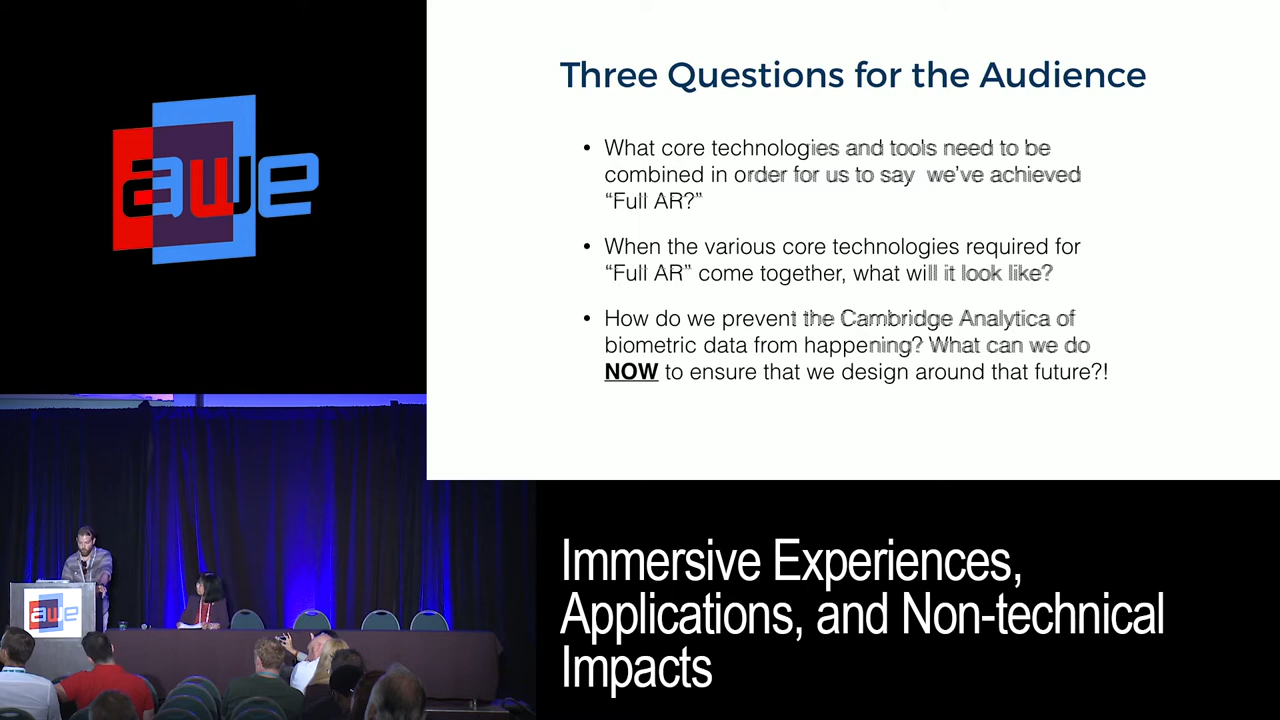 awe
Three Questions for the Audience
• What core technologies and tools need to be
combined in order for us to say we've achieved
“Full AR?”
• When the various core technologies required for
“Full AR” come together, what will it look like?
• How do we prevent the Cambridge Analytica of
biometric data from happening? What can we do
NOW to ensure that we design around that future?!
awe
Immersive Experiences,
Applications, and Non-technical
Impacts